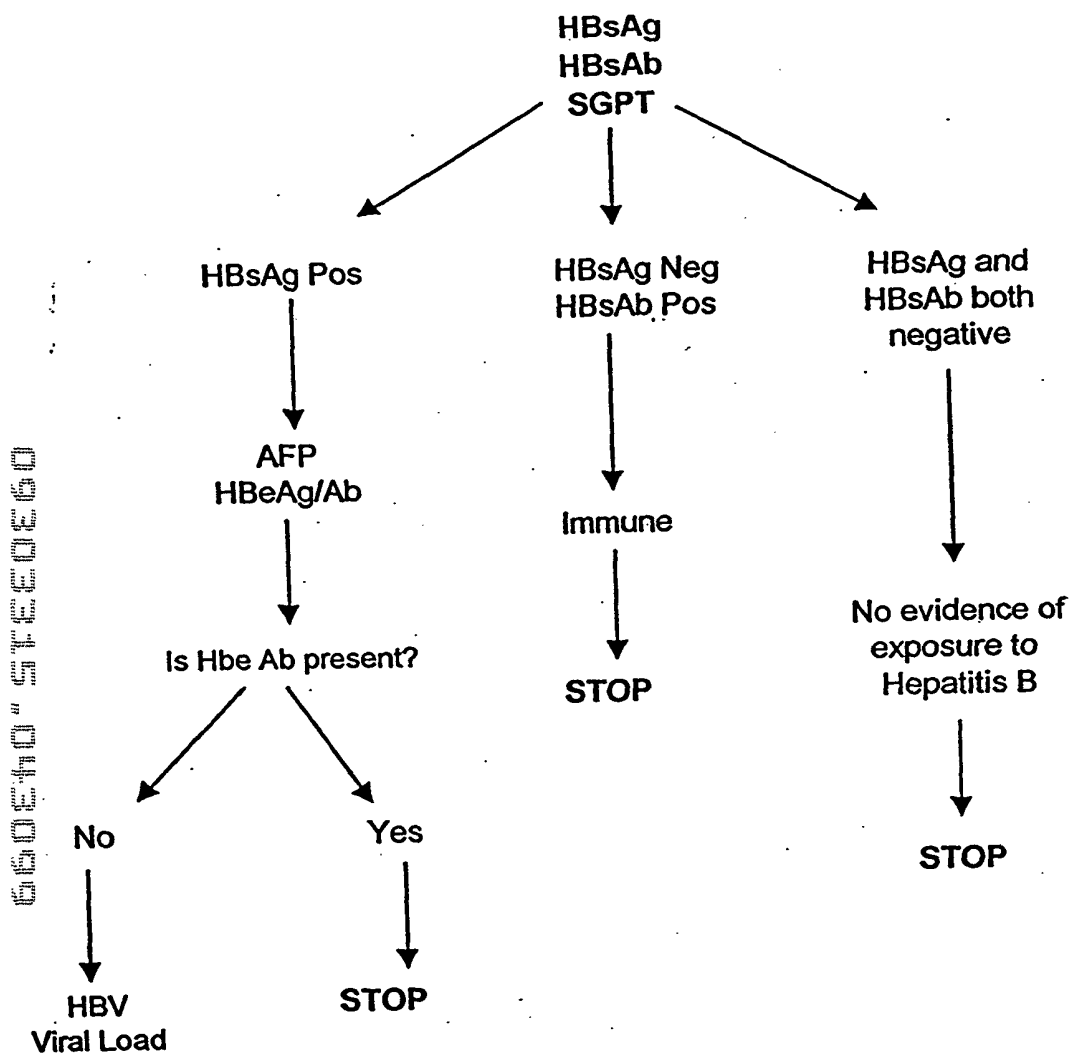 HBsAg
HBsAb
SGPT
HBsAg Pos
HBsAg Neg
HBsAb Pos
HBsAg and
HBsAb both
negative
AFP
HBeAg/Ab
Immune
No evidence of
exposure to
Hepatitis B
Is Hbe Ab present?
STOP
STOP
No
Yes
HBV
Viral Load
STOP